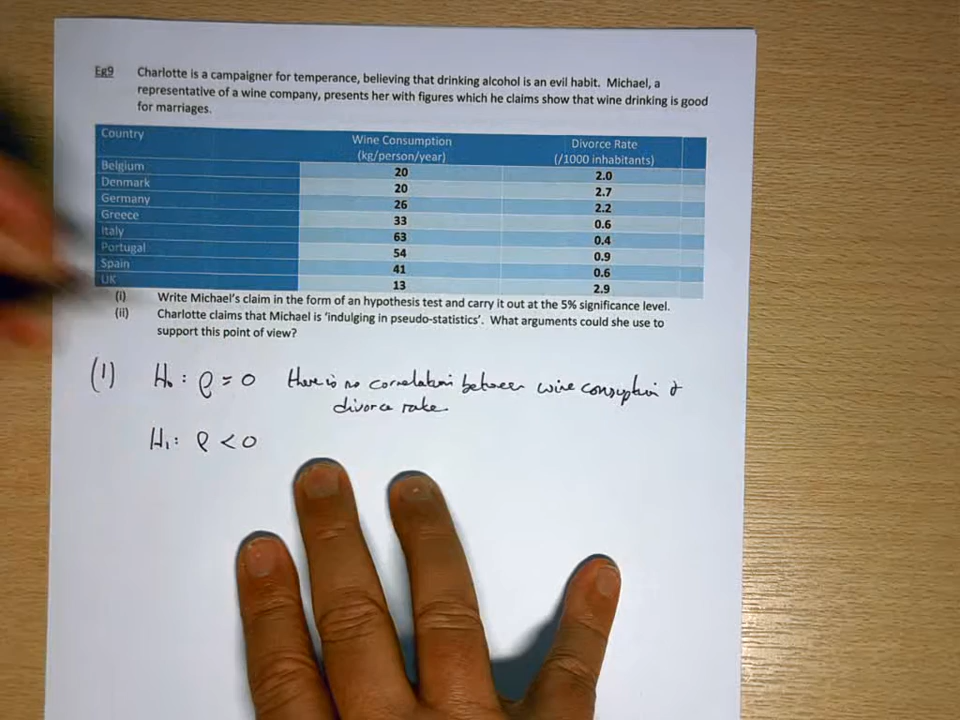 Eg9 Charlotte is a campaigner for temperance, believing that drinking alcohol is an evil habit. Michael, a
representative of a wine company, presents her with figures which he claims show that wine drinking is good
for marriages.
Country Wine Consumption (kg/person/year) Divorce Rate (/1000 inhabitants)
Belgium 20 2.0
Denmark 20 2.7
Germany 26 2.2
Greece 33 0.6
Italy 63 0.4
Portugal 54 0.9
Spain 41 0.6
UK 13 2.9
(i) Write Michael's claim in the form of an hypothesis test and carry it out at the 5% significance level.
(ii) Charlotte claims that Michael is 'indulging in pseudo-statistics'. What arguments could she use to
support this point of view?
(1) H₀ : ρ = 0 there is no correlation between wine consumption &
divorce rate
H₁ : ρ < 0